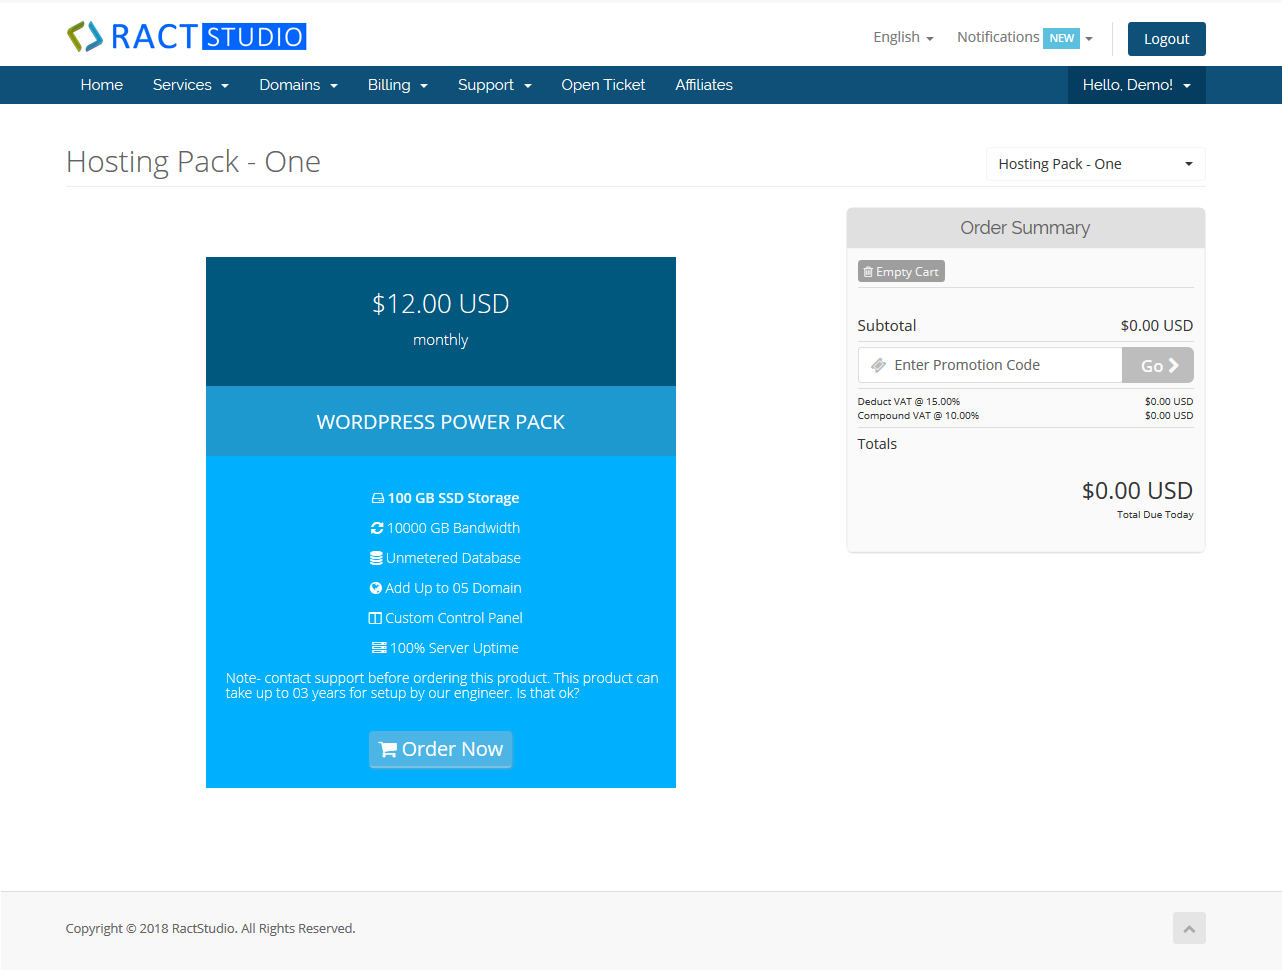 RACT STUDIO
English
Notifications NEW
Logout
Home Services Domains Billing Support Open Ticket Affiliates
Hello, Demo!
Hosting Pack - One
Hosting Pack - One
$12.00 USD
monthly
WORDPRESS POWER PACK
100 GB SSD Storage
10000 GB Bandwidth
Unmetered Database
Add Up to 05 Domain
Custom Control Panel
100% Server Uptime
Note- contact support before ordering this product. This product can
take up to 03 years for setup by our engineer. Is that ok?
Order Now
Order Summary
Empty Cart
Subtotal $0.00 USD
Enter Promotion Code Go
Deduct VAT @ 15.00% $0.00 USD
Compound VAT @ 10.00% $0.00 USD
Totals
$0.00 USD
Total Due Today
Copyright © 2018 RactStudio. All Rights Reserved.